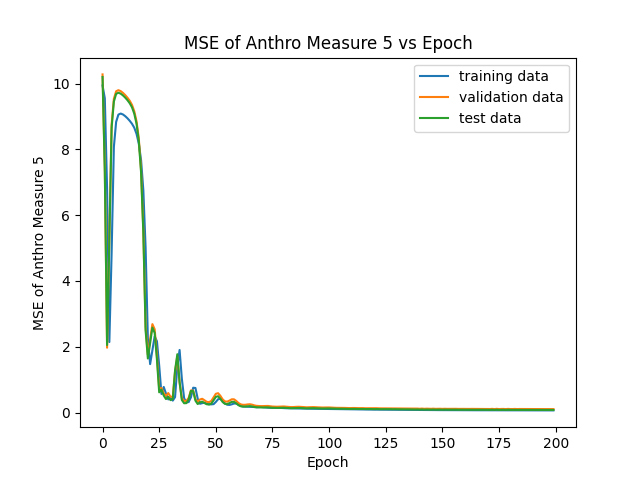 MSE of Anthro Measure 5 vs Epoch
training data
validation data
test data
MSE of Anthro Measure 5
10
8
6
4
2
0
0 25 50 75 100 125 150 175 200
Epoch